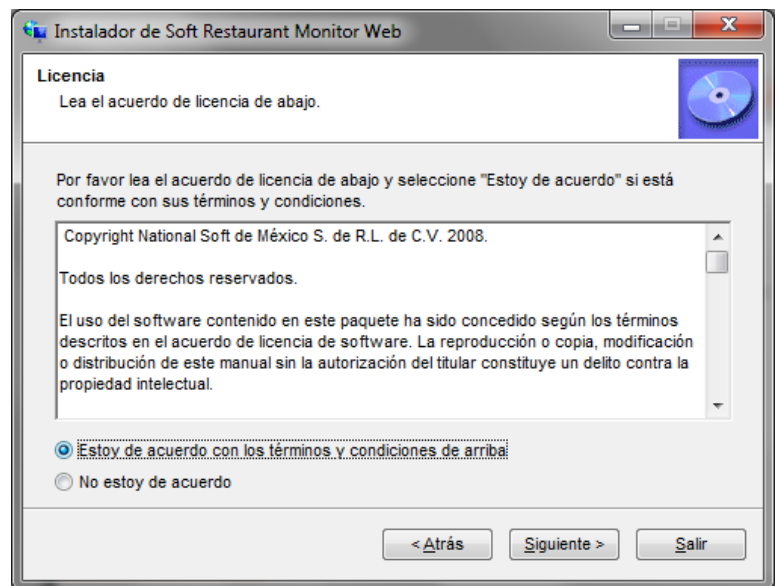 Instalador de Soft Restaurant Monitor Web
Licencia
Lea el acuerdo de licencia de abajo.
Por favor lea el acuerdo de licencia de abajo y seleccione "Estoy de acuerdo" si está
conforme con sus términos y condiciones.
Copyright National Soft de México S. de R.L. de C.V. 2008.
Todos los derechos reservados.
El uso del software contenido en este paquete ha sido concedido según los términos
descritos en el acuerdo de licencia de software. La reproducción o copia, modificación
o distribución de este manual sin la autorización del titular constituye un delito contra la
propiedad intelectual.
Estoy de acuerdo con los términos y condiciones de arriba
No estoy de acuerdo
< Atrás
Siguiente >
Salir